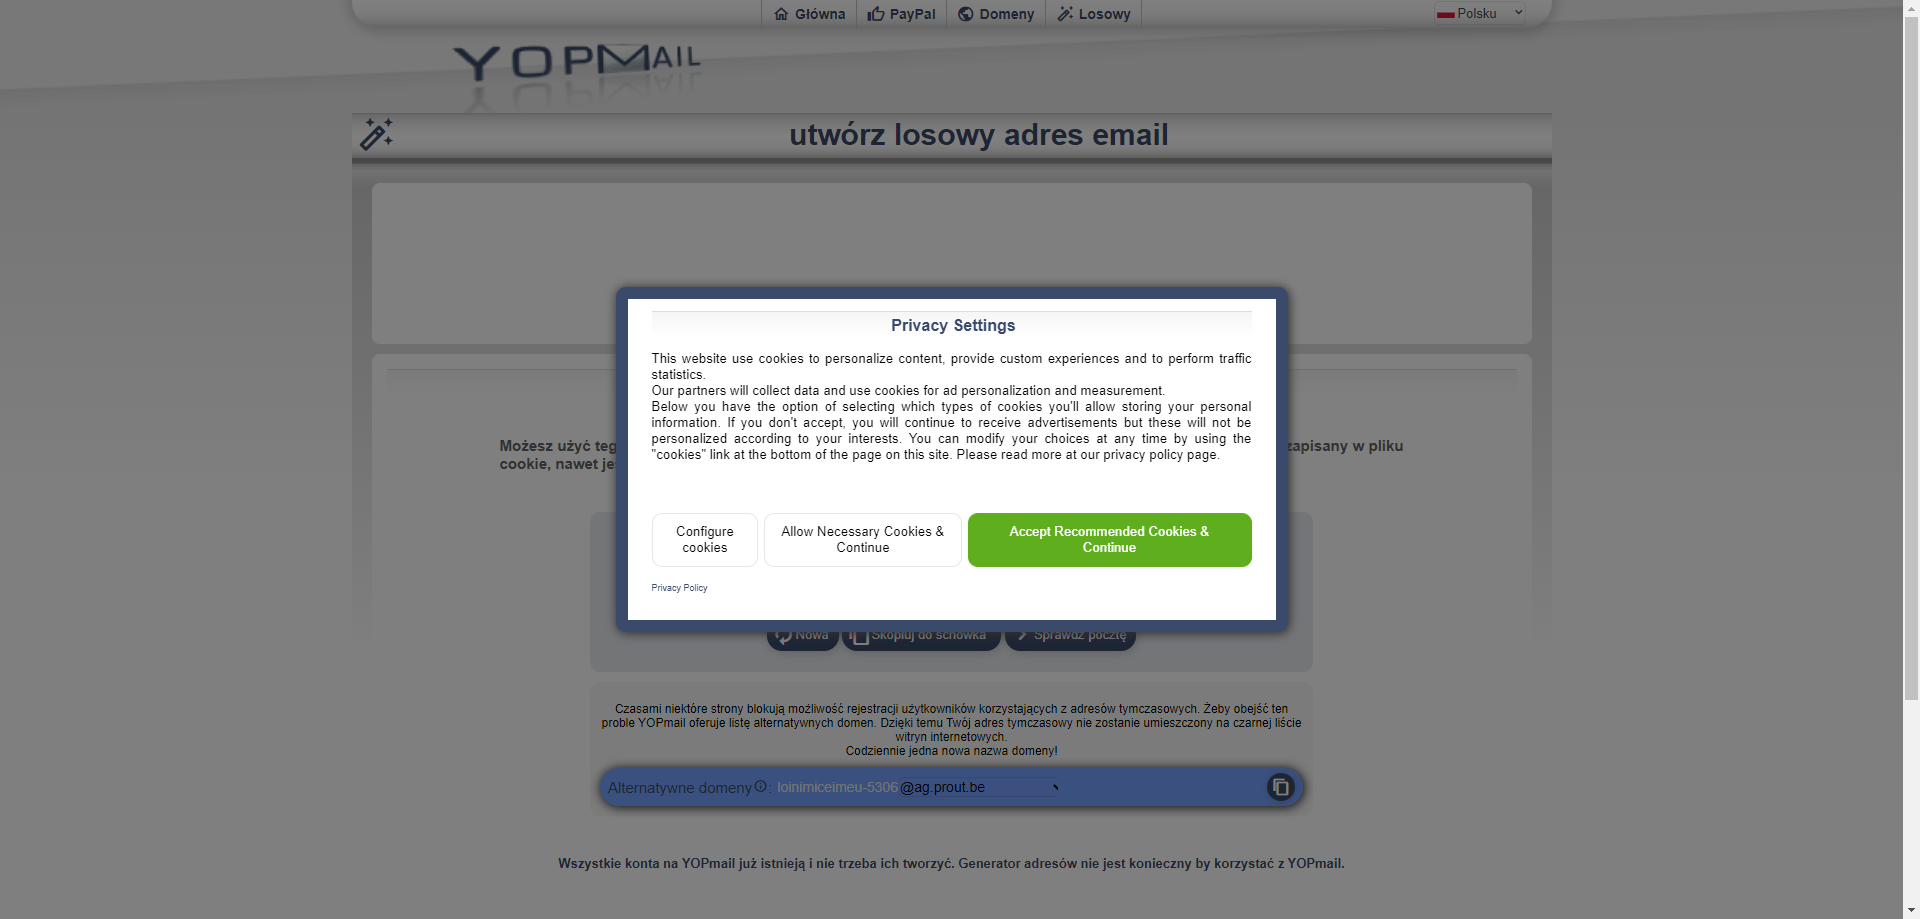 Główna PayPal Domeny Losowy Polsku
YOPMAIL
utwórz losowy adres email
Privacy Settings
This website use cookies to personalize content, provide custom experiences and to perform traffic
statistics.
Our partners will collect data and use cookies for ad personalization and measurement.
Below you have the option of selecting which types of cookies you'll allow storing your personal
information. If you don't accept, you will continue to receive advertisements but these will not be
personalized according to your interests. You can modify your choices at any time by using the
"cookies" link at the bottom of the page on this site. Please read more at our privacy policy page.
Możesz użyć teg zapisany w pliku
cookie, nawet je
Configure
cookies
Allow Necessary Cookies &
Continue
Accept Recommended Cookies &
Continue
Privacy Policy
Nowa Skopiuj do schowka Sprawdź pocztę
Czasami niektóre strony blokują możliwość rejestracji użytkowników korzystających z adresów tymczasowych. Żeby obejść ten
proble YOPmail oferuje listę alternatywnych domen. Dzięki temu Twój adres tymczasowy nie zostanie umieszczony na czarnej liście
witryn internetowych.
Codziennie jedna nowa nazwa domeny!
Alternatywne domeny : loinimiceimeu-5306 @ag.prout.be
Wszystkie konta na YOPmail już istnieją i nie trzeba ich tworzyć. Generator adresów nie jest konieczny by korzystać z YOPmail.